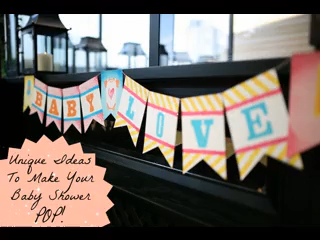 BABY LOVE
Unique Ideas
To Make Your
Baby Shower
POP!